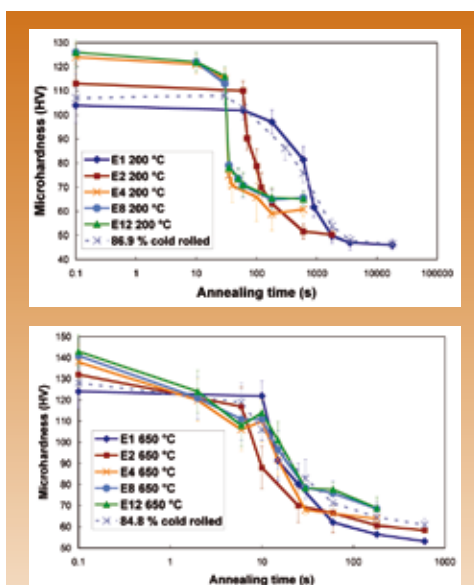 130
120
110
100
90
80
70
60
50
40
Microhardness (HV)
E1 200 °C
E2 200 °C
E4 200 °C
E8 200 °C
E12 200 °C
86.9 % cold rolled
0.1 10 100 1000 10000 100000
Annealing time (s)
150
140
130
120
110
100
90
80
70
60
50
Microhardness (HV)
E1 650 °C
E2 650 °C
E4 650 °C
E8 650 °C
E12 650 °C
84.8 % cold rolled
0.1 1 10 100 1000
Annealing time (s)